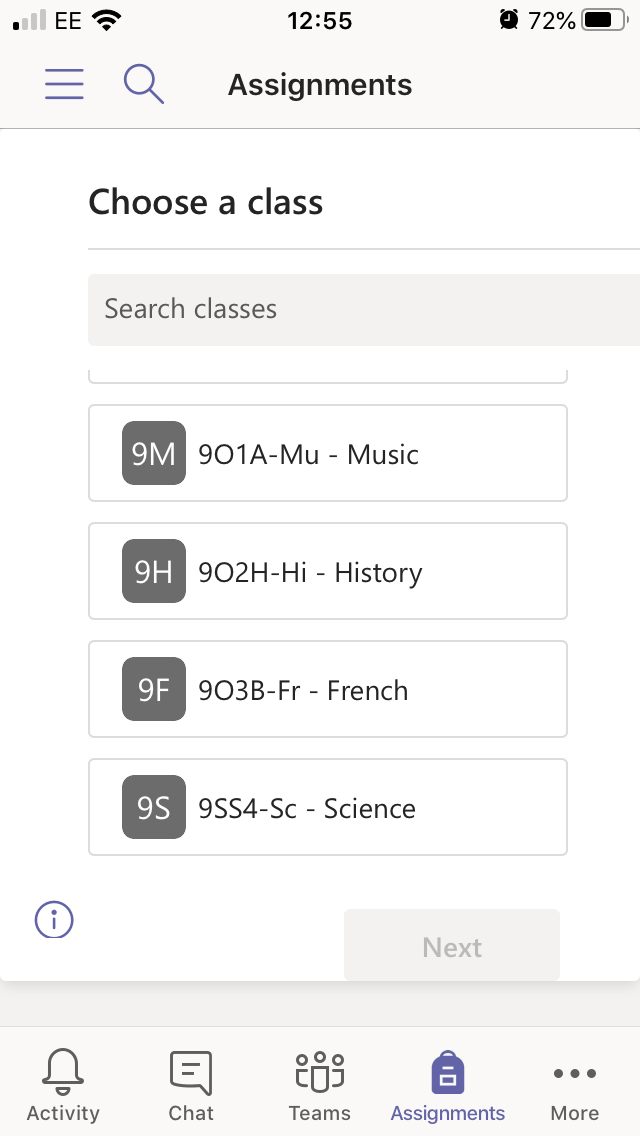 EE 12:55 72%
Assignments
Choose a class
Search classes
9M 9O1A-Mu - Music
9H 9O2H-Hi - History
9F 9O3B-Fr - French
9S 9SS4-Sc - Science
Next
Activity Chat Teams Assignments More